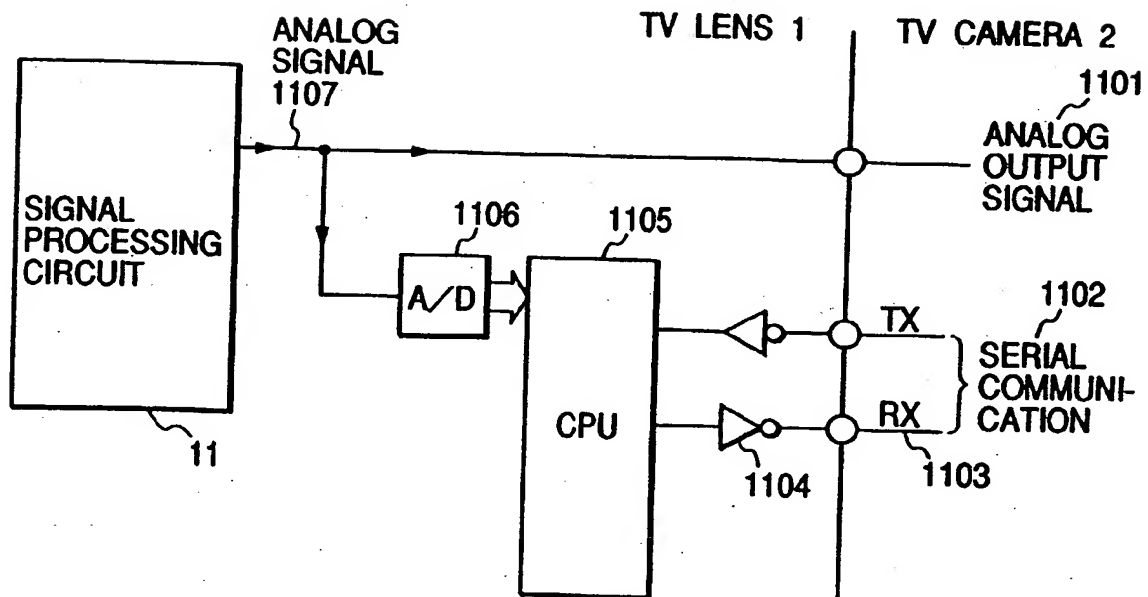 TV LENS 1
TV CAMERA 2
ANALOG
SIGNAL
1107
1101
ANALOG
OUTPUT
SIGNAL
SIGNAL
PROCESSING
CIRCUIT
11
1106
A/D
1105
CPU
TX
RX
1104
1103
1102
SERIAL
COMMUNI-
CATION